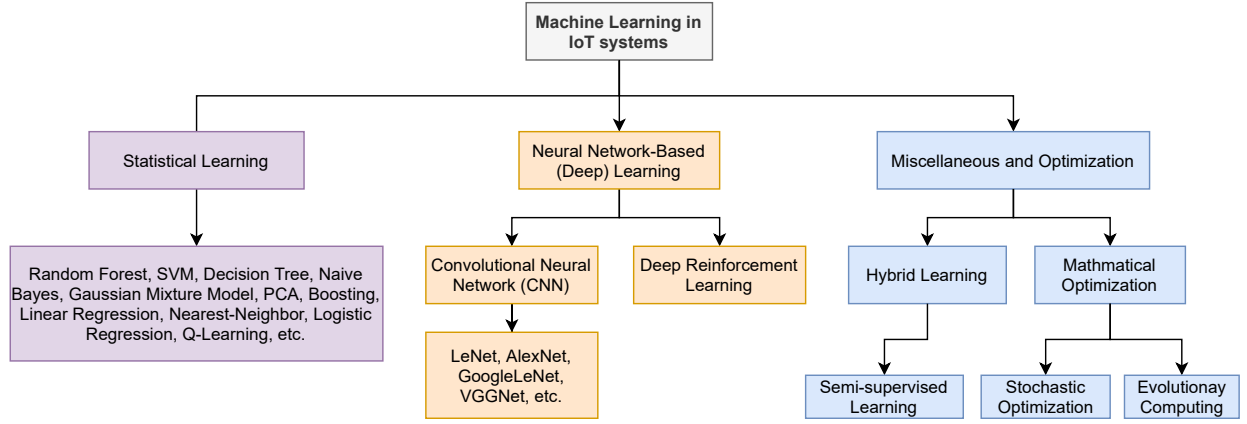 Machine Learning in
IoT systems
Statistical Learning
Neural Network-Based
(Deep) Learning
Miscellaneous and Optimization
Random Forest, SVM, Decision Tree, Naive
Bayes, Gaussian Mixture Model, PCA, Boosting,
Linear Regression, Nearest-Neighbor, Logistic
Regression, Q-Learning, etc.
Convolutional Neural
Network (CNN)
Deep Reinforcement
Learning
Hybrid Learning
Mathmatical
Optimization
LeNet, AlexNet,
GoogleLeNet,
VGGNet, etc.
Semi-supervised
Learning
Stochastic
Optimization
Evolutionay
Computing